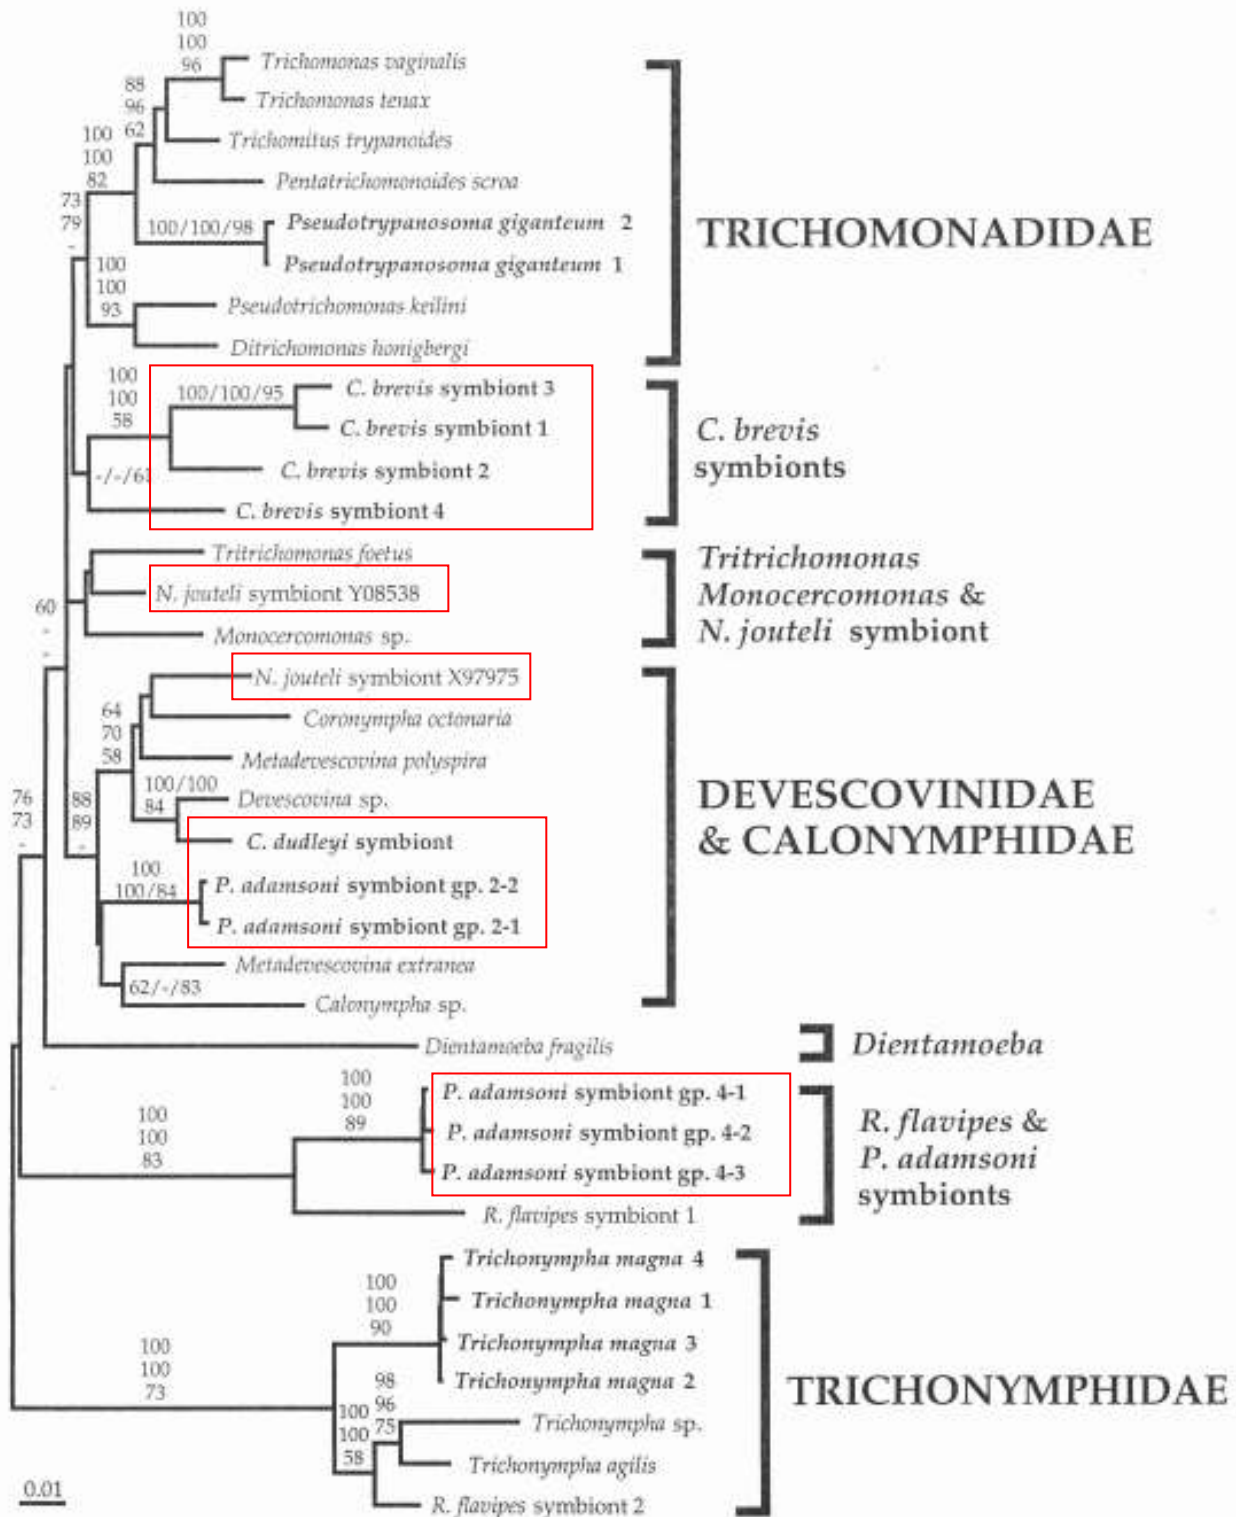 100
100
96
Trichomonas vaginalis
Trichomonas tenax
88
96
62
Trichomitus trypanoides
100
100
82
Pentatrichomonoides scroa
73
79
-
100/100/98
Pseudotrypanosoma giganteum 2
Pseudotrypanosoma giganteum 1
TRICHOMONADIDAE
100
100
93
Pseudotrichomonas keilini
Ditrichomonas honigbergi
100
100
58
100/100/95
C. brevis symbiont 3
C. brevis symbiont 1
C. brevis symbiont 2
-/-/61
C. brevis symbiont 4
C. brevis
symbionts
Tritrichomonas foetus
N. jouteli symbiont Y08538
Monocercomonas sp.
Tritrichomonas
Monocercomonas &
N. jouteli symbiont
60
-
-
N. jouteli symbiont X97975
Coronympha octonaria
64
70
58
Metadevescovina polyspira
100/100
84
Devescovina sp.
C. dudleyi symbiont
76
73
-
88
89
-
100
100/84
P. adamsoni symbiont gp. 2-2
P. adamsoni symbiont gp. 2-1
Metadevescovina extranea
62/-/83
Calonympha sp.
DEVESCOVINIDAE
& CALONYMPHIDAE
Dientamoeba fragilis
Dientamoeba
100
100
89
P. adamsoni symbiont gp. 4-1
P. adamsoni symbiont gp. 4-2
P. adamsoni symbiont gp. 4-3
100
100
83
R. flavipes symbiont 1
R. flavipes &
P. adamsoni
symbionts
Trichonympha magna 4
100
100
90
Trichonympha magna 1
Trichonympha magna 3
Trichonympha magna 2
100
100
73
98
96
75
Trichonympha sp.
100
100
58
Trichonympha agilis
R. flavipes symbiont 2
TRICHONYMPHIDAE
0.01